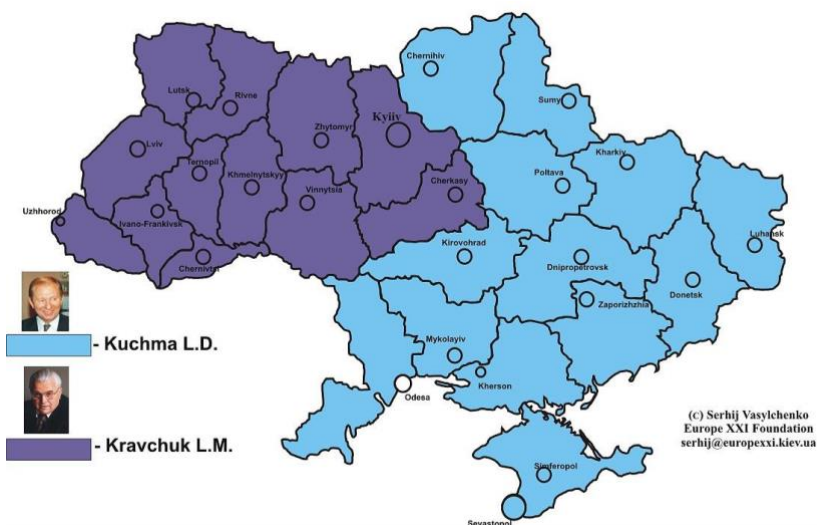 Chernihiv
Sumy
Lutsk
Rivne
Kyiiv
Zhytomyr
Kharkiv
Lviv
Ternopil
Khmelnytskyy
Vinnytsia
Cherkasy
Poltava
Uzhhorod
Ivano-Frankivsk
Chernivtsi
Kirovohrad
Luhansk
Dnipropetrovsk
Donetsk
Zaporizhzhia
- Kuchma L.D.
Mykolayiv
Kherson
Odesa
- Kravchuk L.M.
(c) Serhij Vasylchenko
Europe XXI Foundation
serhij@europexxi.kiev.ua
Simferopol
Sevastopol